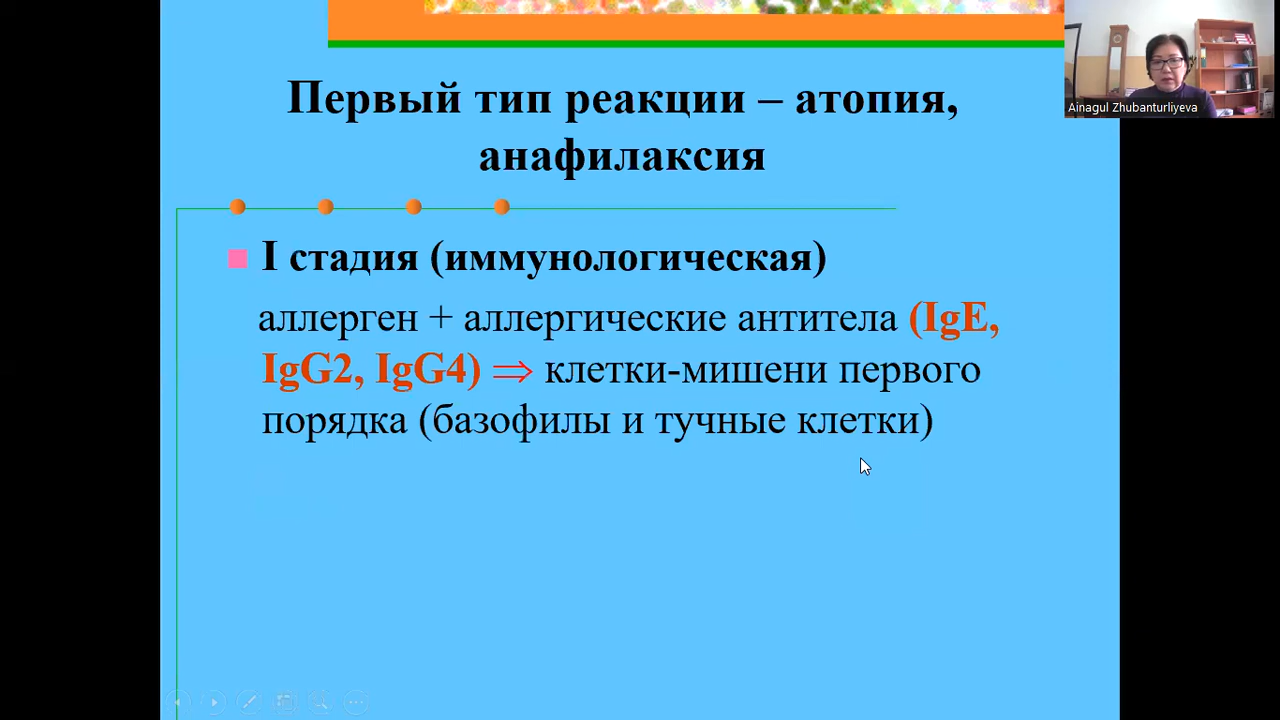 Первый тип реакции – атопия,
анафилаксия
I стадия (иммунологическая)
аллерген + аллергические антитела (IgE,
IgG2, IgG4) ⇒ клетки-мишени первого
порядка (базофилы и тучные клетки)
Ainagul Zhubanturliyeva